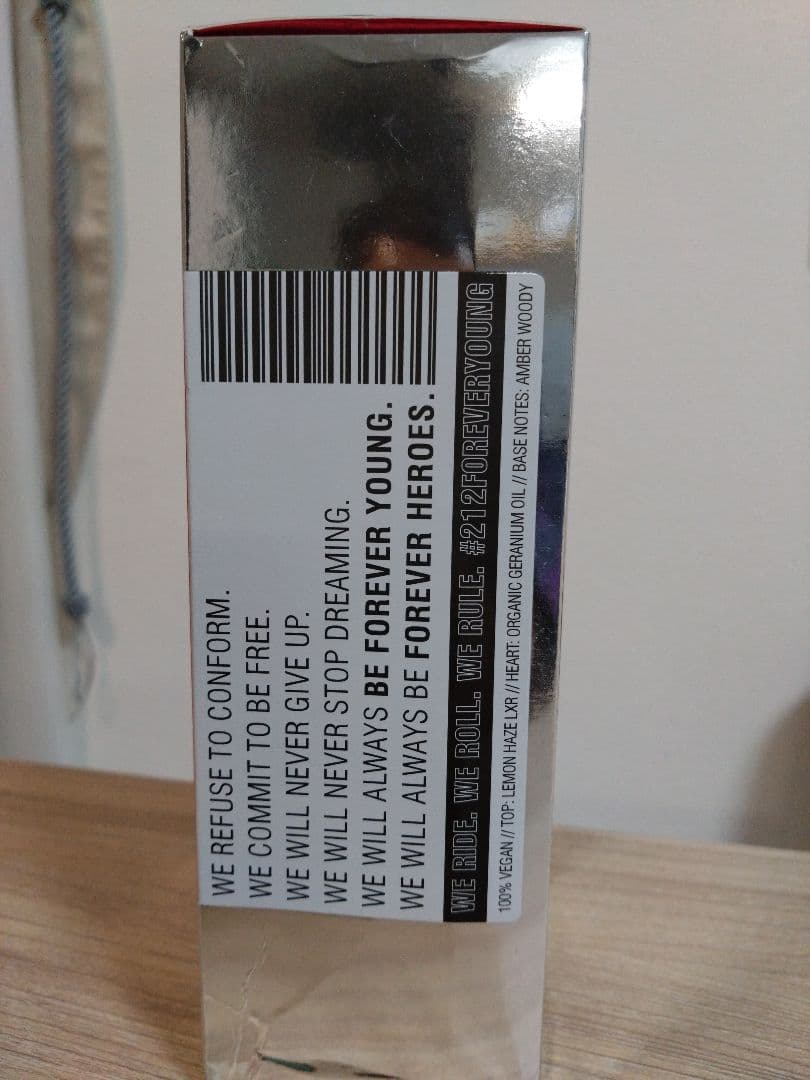 WE REFUSE TO CONFORM.
WE COMMIT TO BE FREE.
WE WILL NEVER GIVE UP.
WE WILL NEVER STOP DREAMING.
WE WILL ALWAYS BE FOREVER YOUNG.
WE WILL ALWAYS BE FOREVER HEROES.
WE RIDE. WE ROLL. WE RULE. #212FOREVERYOUNG
100% VEGAN // TOP: LEMON HAZE LXR // HEART: ORGANIC GERANIUM OIL // BASE NOTES: AMBER WOODY